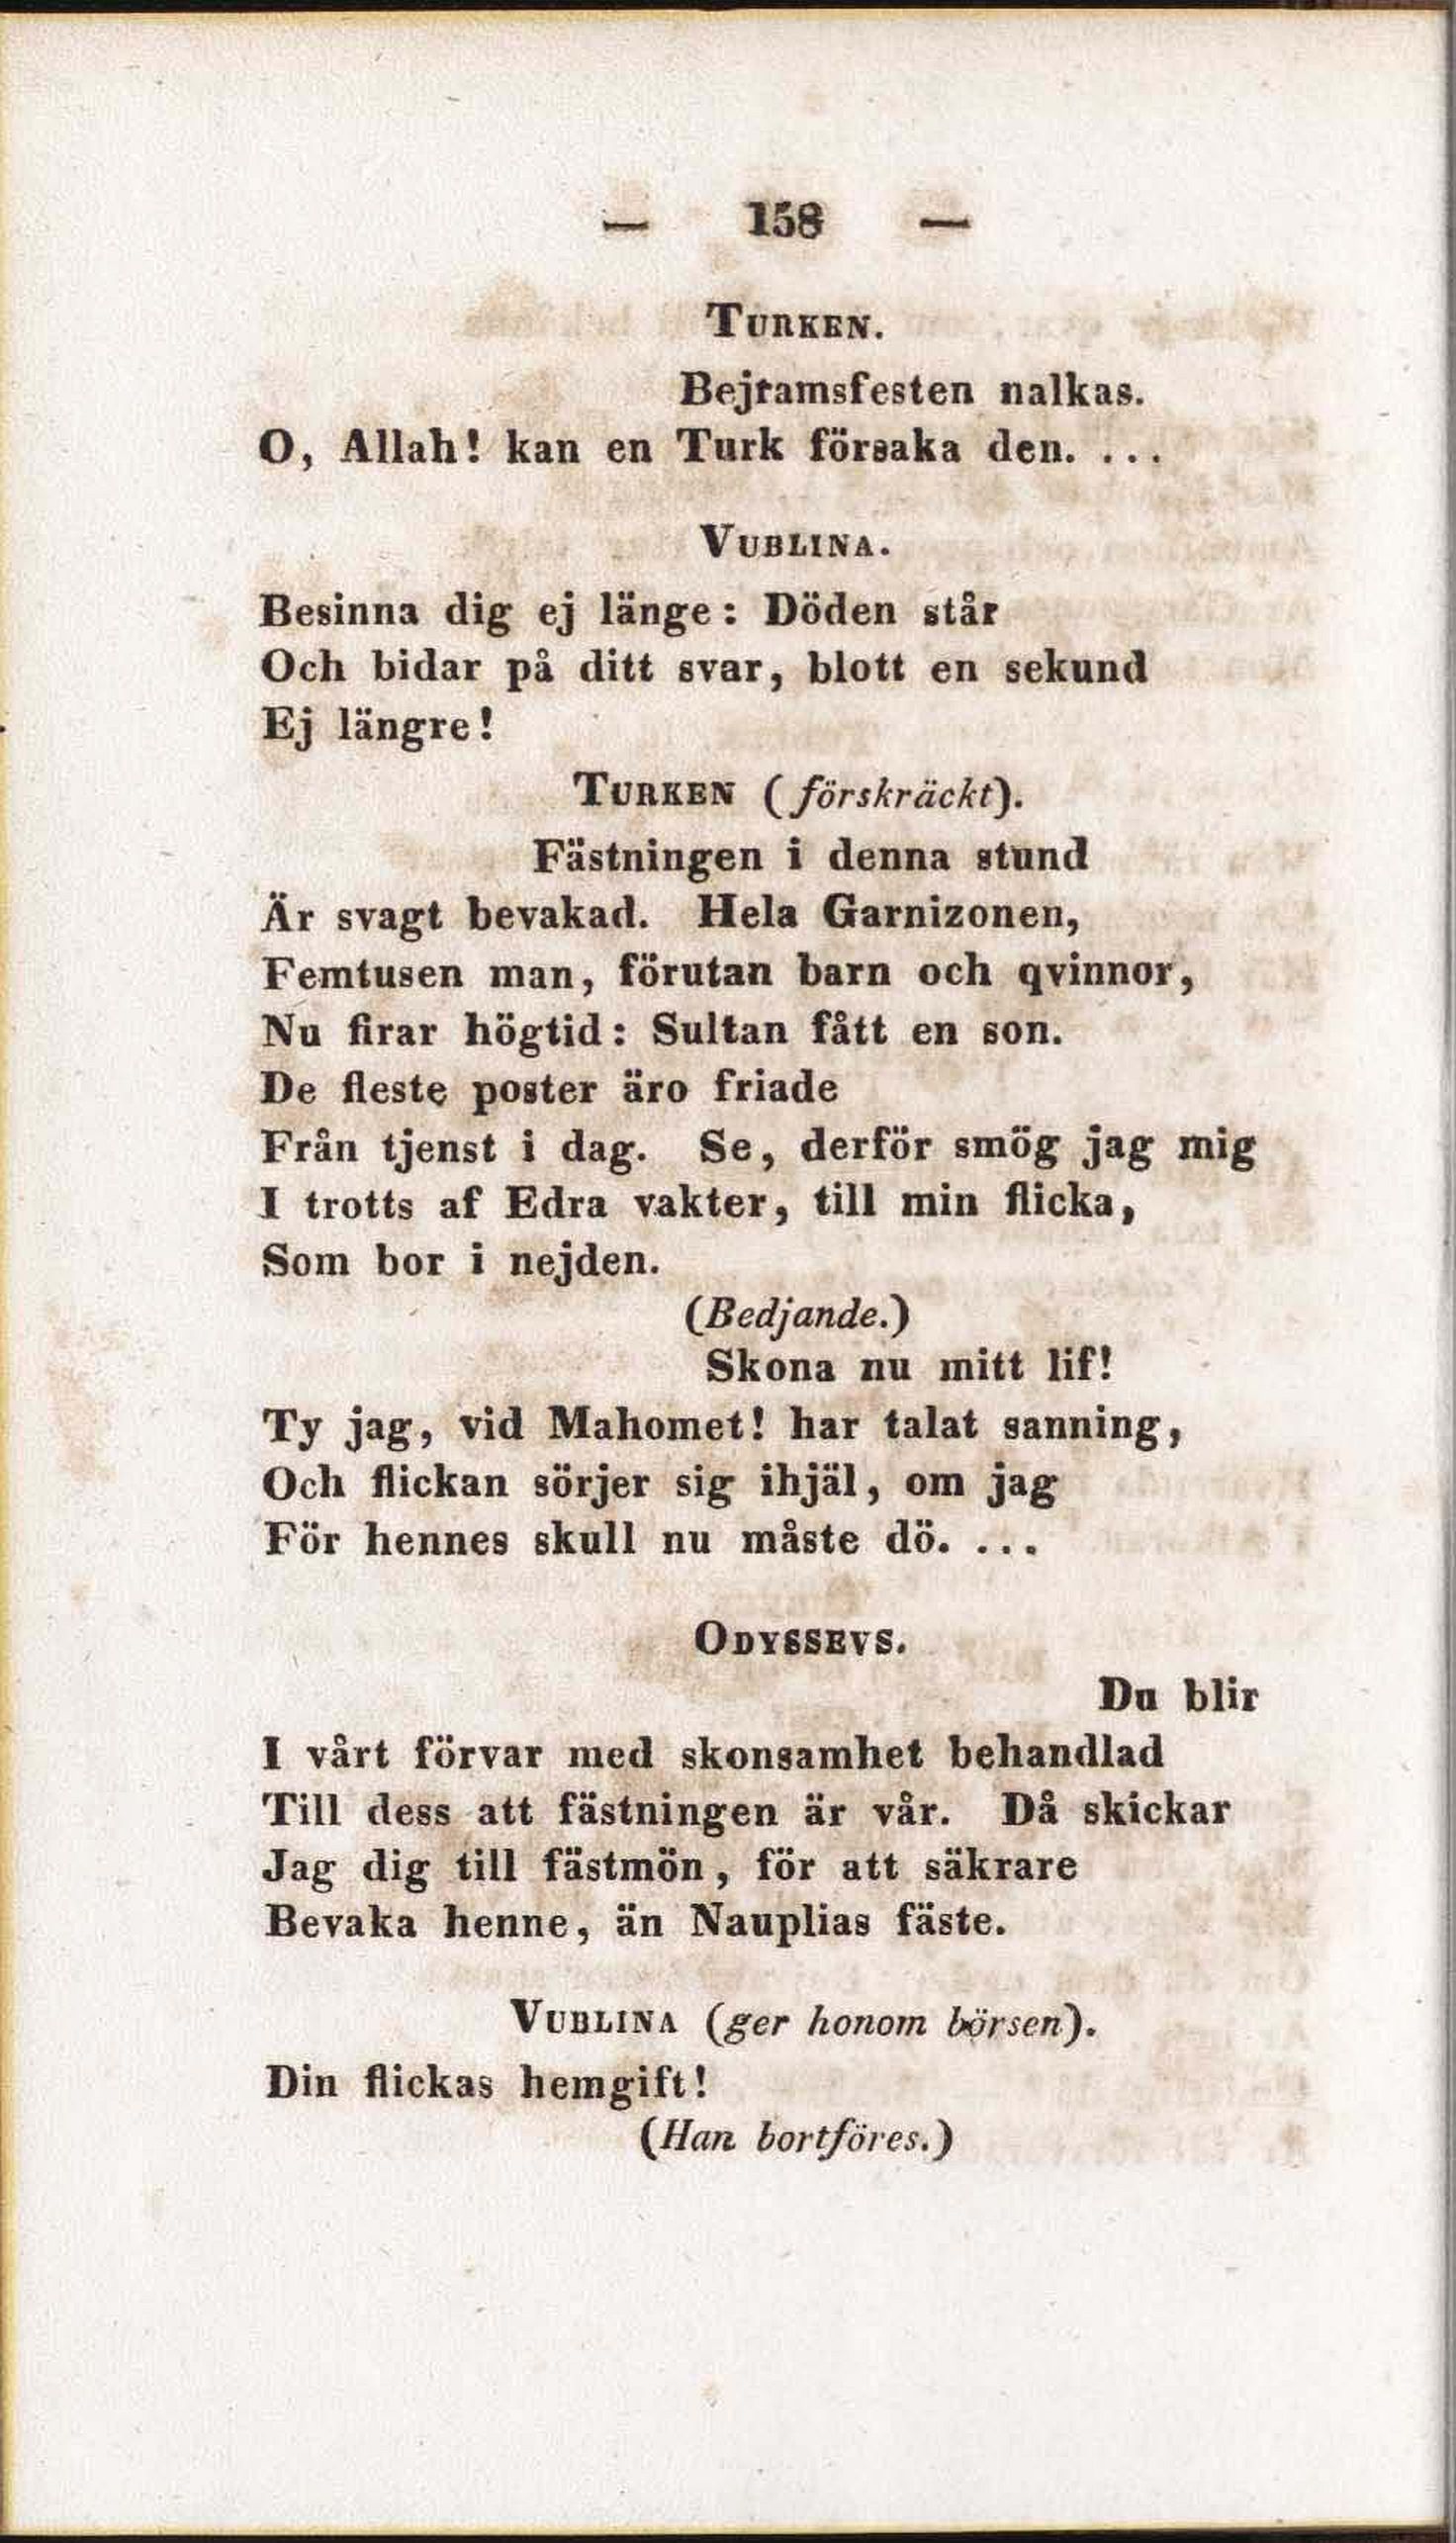 — 158 —
TURKEN.
Bejramsfesten nalkas.
O, Allah! kan en Turk försaka den. ...
VUBLINA.
Besinna dig ej länge: Döden står
Och bidar på ditt svar, blott en sekund
Ej längre!
TURKEN (förskräckt).
Fästningen i denna stund
Är svagt bevakad. Hela Garnizonen,
Femtusen man, förutan barn och qvinnor,
Nu firar högtid: Sultan fått en son.
De fleste poster äro friade
Från tjenst i dag. Se, derför smög jag mig
I trotts af Edra vakter, till min flicka,
Som bor i nejden.
(Bedjande.)
Skona nu mitt lif!
Ty jag, vid Mahomet! har talat sanning,
Och flickan sörjer sig ihjäl, om jag
För hennes skull nu måste dö. ...
ODYSSEVS.
Du blir
I vårt förvar med skonsamhet behandlad
Till dess att fästningen är vår. Då skickar
Jag dig till fästmön, för att säkrare
Bevaka henne, än Nauplias fäste.
VUBLINA (ger honom börsen).
Din flickas hemgift!
(Han bortföres.)